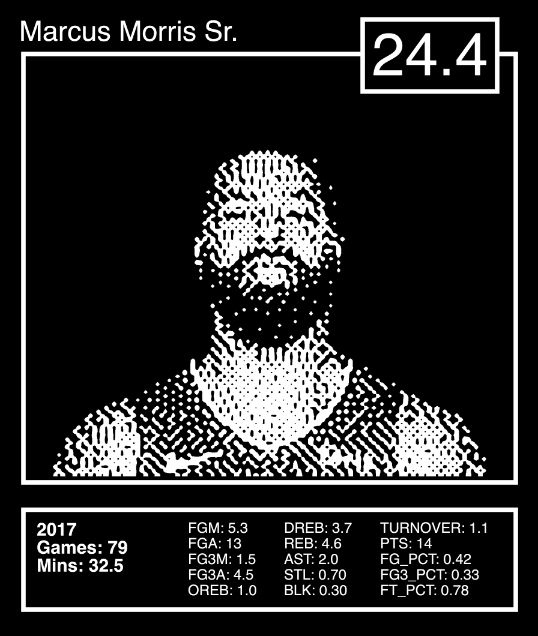 Marcus Morris Sr.
24.4
2017
Games: 79
Mins: 32.5
FGM: 5.3
FGA: 13
FG3M: 1.5
FG3A: 4.5
OREB: 1.0
DREB: 3.7
REB: 4.6
AST: 2.0
STL: 0.70
BLK: 0.30
TURNOVER: 1.1
PTS: 14
FG_PCT: 0.42
FG3_PCT: 0.33
FT_PCT: 0.78